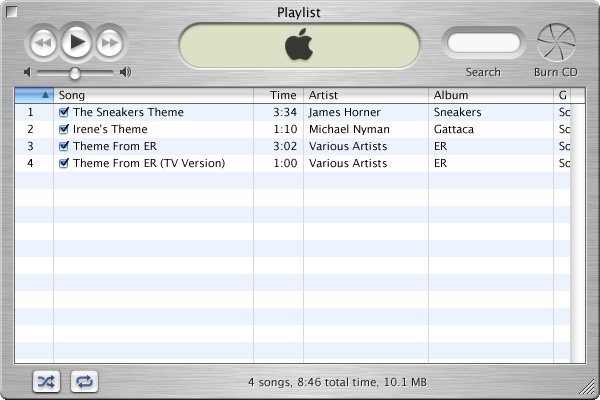 Playlist
Search
Burn CD
Song Time Artist Album G
1 The Sneakers Theme 3:34 James Horner Sneakers Sc
2 Irene's Theme 1:10 Michael Nyman Gattaca Sc
3 Theme From ER 3:02 Various Artists ER Sc
4 Theme From ER (TV Version) 1:00 Various Artists ER Sc
4 songs, 8:46 total time, 10.1 MB